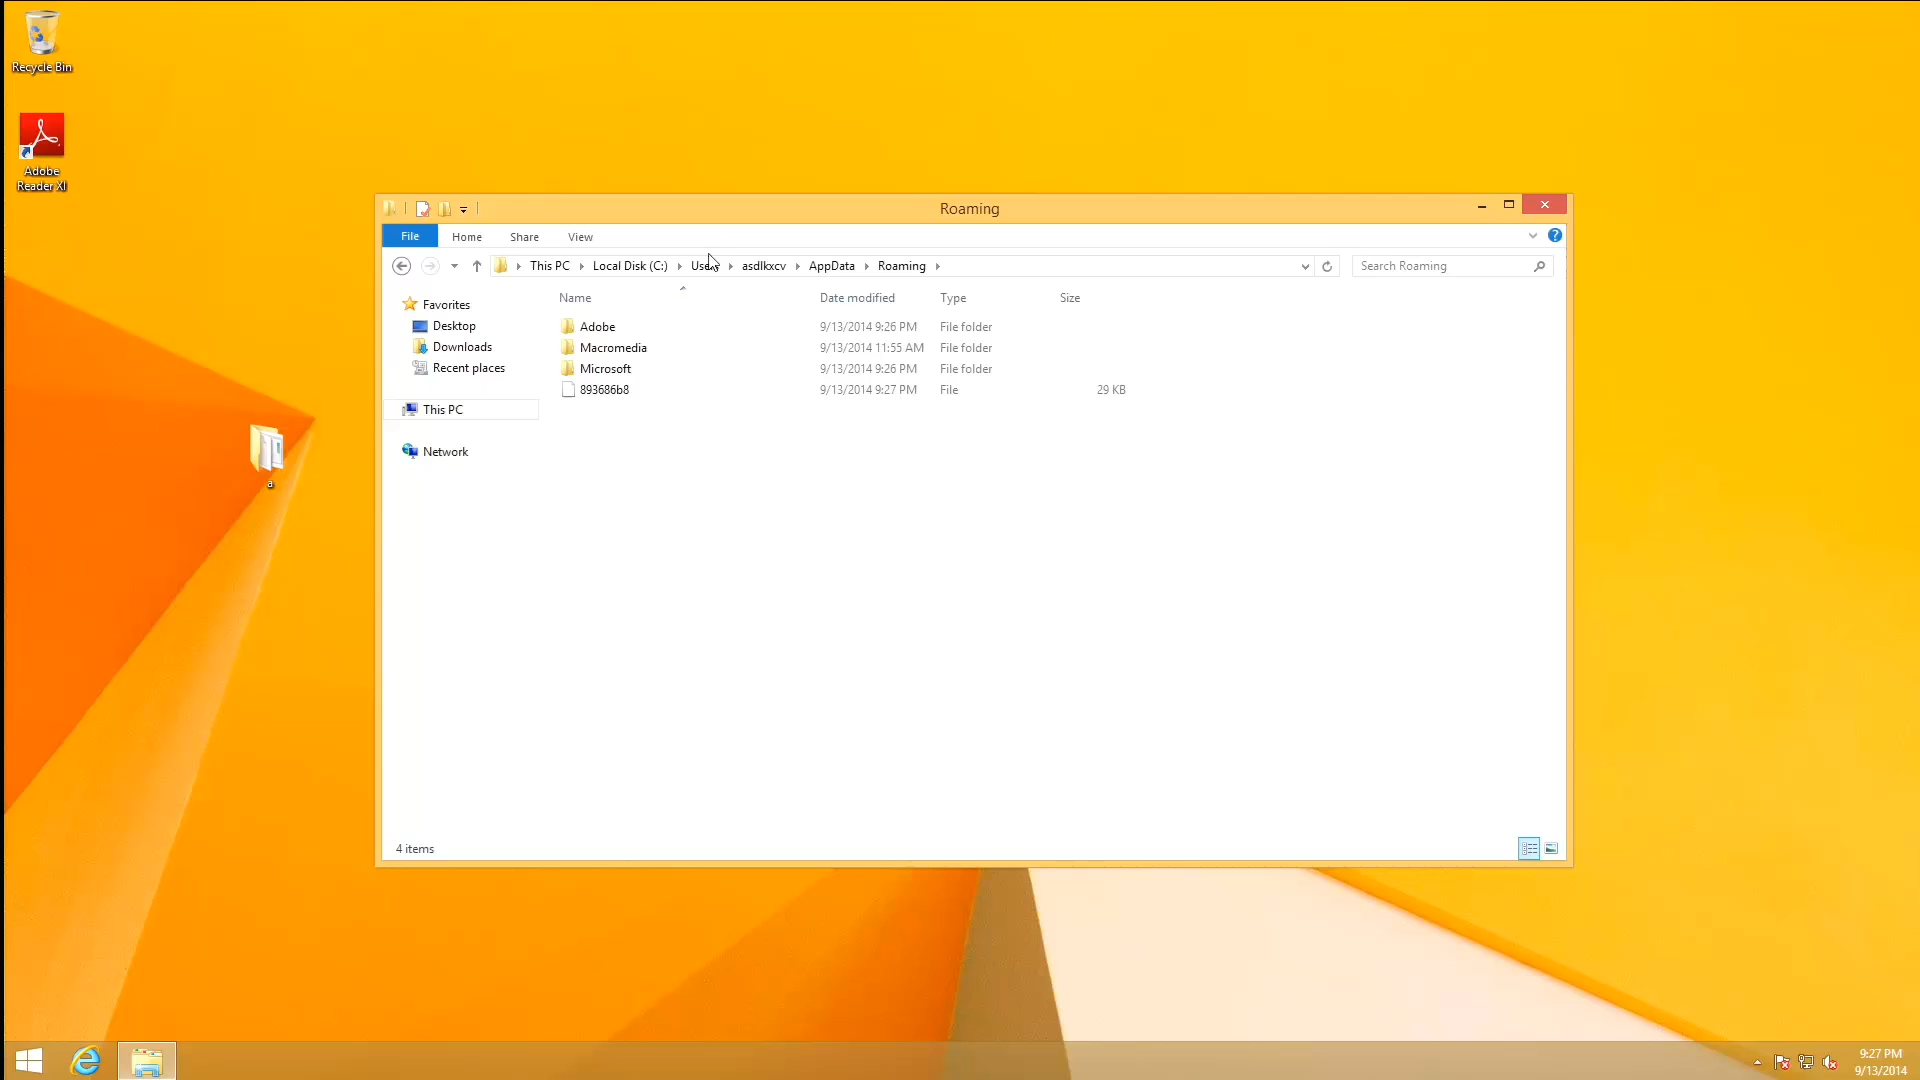 Recycle Bin
Adobe
Reader XI
a
Roaming
File Home Share View
This PC Local Disk (C:) asdlkxcv AppData Roaming
Search Roaming
Name Date modified Type Size
Favorites
Desktop
Downloads
Recent places
This PC
Network
Adobe 9/13/2014 9:26 PM File folder
Macromedia 9/13/2014 11:55 AM File folder
Microsoft 9/13/2014 9:26 PM File folder
893686b8 9/13/2014 9:27 PM File 29 KB
4 items
9:27 PM
9/13/2014